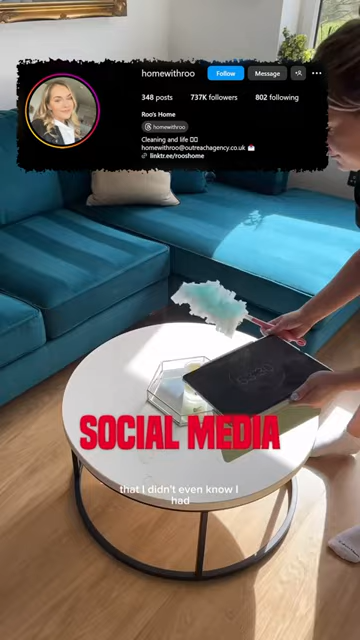 homewithroo
Follow
Message
348 posts
737K followers
802 following
Roo's Home
homewithroo
Cleaning and life
homewithroo@outreachagency.co.uk
linktr.ee/rooshome
SOCIAL MEDIA
that I didn't even know I
had